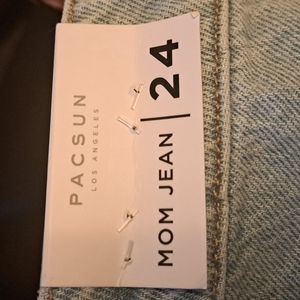 PACSUN
LOS ANGELES
MOM JEAN | 24